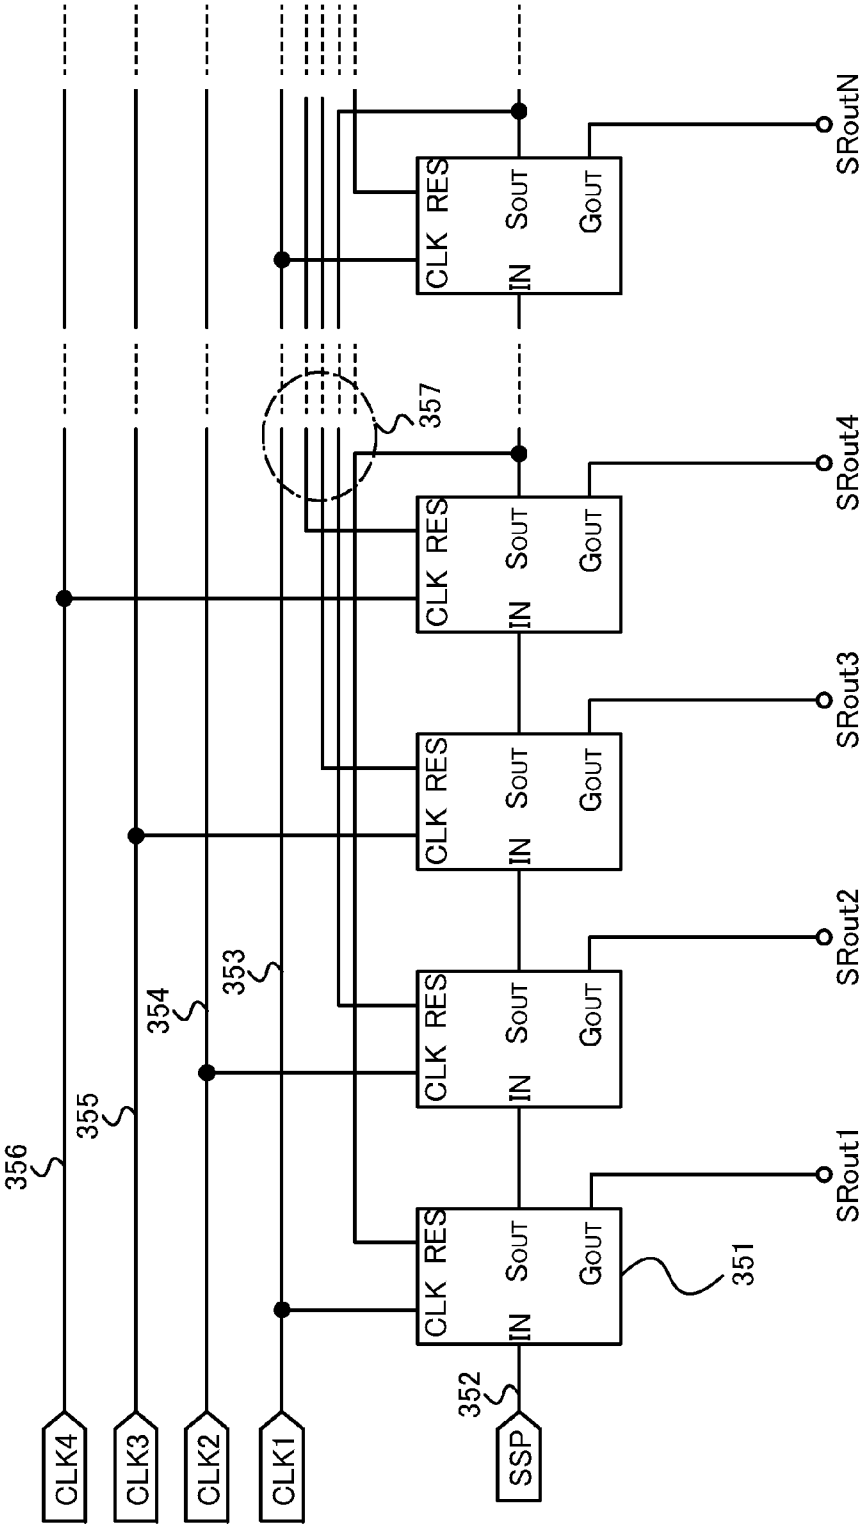 CLK4
356
CLK3
355
CLK2
354
CLK1
353
357
SSP
352
CLK RES
IN SOUT
GOUT
351
SRout1
CLK RES
IN SOUT
GOUT
SRout2
CLK RES
IN SOUT
GOUT
SRout3
CLK RES
IN SOUT
GOUT
SRout4
CLK RES
IN SOUT
GOUT
SRoutN